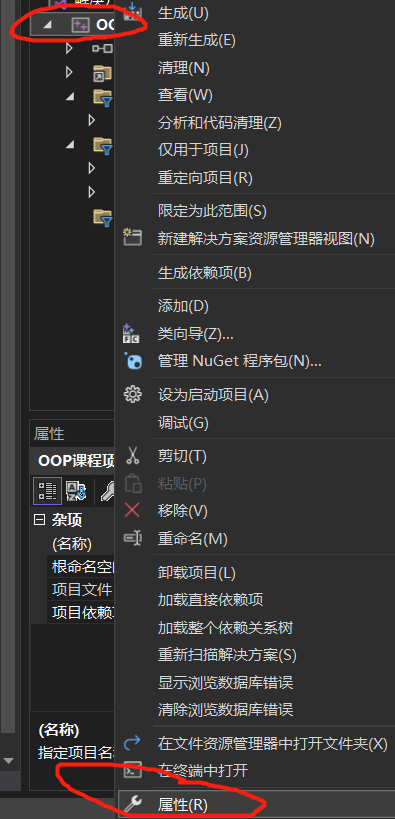 OO
生成(U)
重新生成(E)
清理(N)
查看(W)
分析和代码清理(Z)
仅用于项目(J)
重定向项目(R)
限定为此范围(S)
新建解决方案资源管理器视图(N)
生成依赖项(B)
添加(D)
类向导(Z)...
管理 NuGet 程序包(N)...
设为启动项目(A)
调试(G)
剪切(T)
粘贴(P)
移除(V)
重命名(M)
卸载项目(L)
加载直接依赖项
加载整个依赖关系树
重新扫描解决方案(S)
显示浏览数据库错误
清除浏览数据库错误
在文件资源管理器中打开文件夹(X)
在终端中打开
属性(R)
属性
OOP课程项
杂项
(名称)
根命名空
项目文件
项目依赖
(名称)
指定项目名